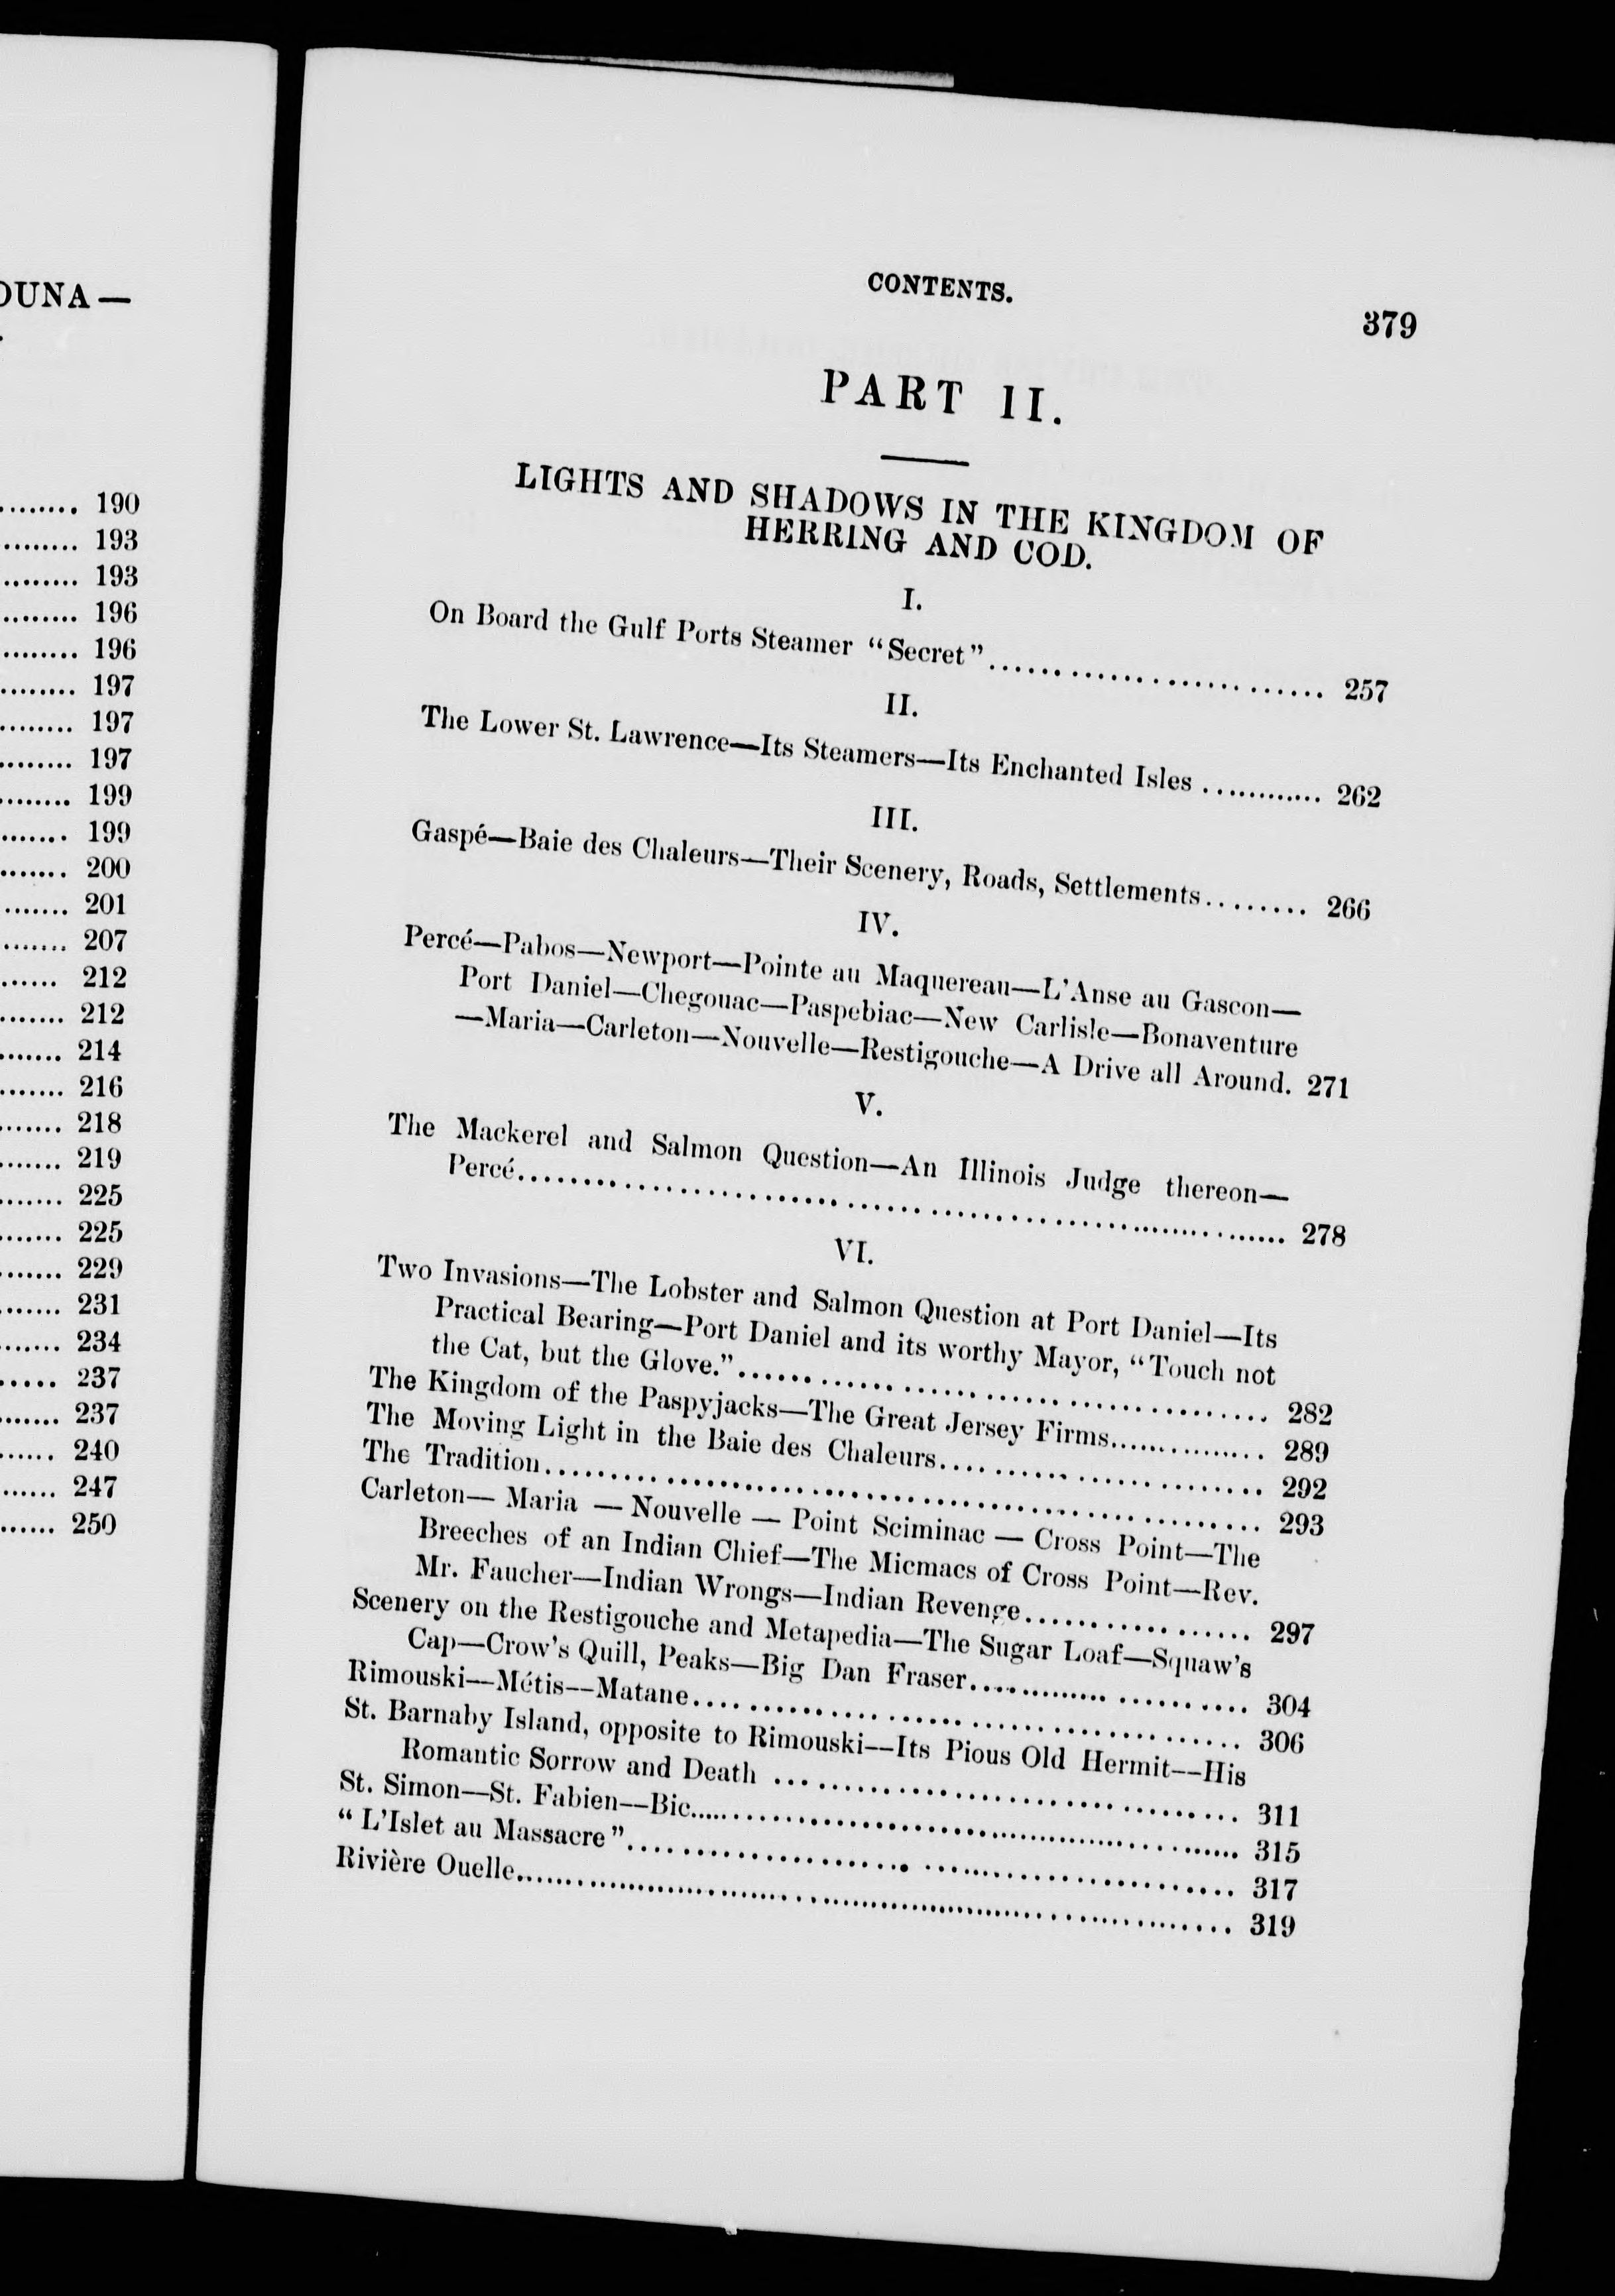 OUNA —
........ 190
......... 193
......... 193
......... 196
......... 196
......... 197
........ 197
........ 197
........ 199
....... 199
....... 200
........ 201
....... 207
...... 212
....... 212
....... 214
....... 216
....... 218
....... 219
....... 225
....... 225
....... 229
...... 231
....... 234
..... 237
....... 237
...... 240
...... 247
...... 250
CONTENTS.
379
PART II.
LIGHTS AND SHADOWS IN THE KINGDOM OF
HERRING AND COD.
I.
On Board the Gulf Ports Steamer “Secret”.............................. 257
II.
The Lower St. Lawrence—Its Steamers—Its Enchanted Isles ............ 262
III.
Gaspé—Baie des Chaleurs—Their Scenery, Roads, Settlements......... 266
IV.
Percé—Pabos—Newport—Pointe au Maquereau—L’Anse au Gascon—
Port Daniel—Chegouac—Paspebiac—New Carlisle—Bonaventure
—Maria—Carleton—Nouvelle—Restigouche—A Drive all Around. 271
V.
The Mackerel and Salmon Question—An Illinois Judge thereon—
Percé.................................................................. 278
VI.
Two Invasions—The Lobster and Salmon Question at Port Daniel—Its
Practical Bearing—Port Daniel and its worthy Mayor, “Touch not
the Cat, but the Glove.”............................................. 282
The Kingdom of the Paspyjacks—The Great Jersey Firms............... 289
The Moving Light in the Baie des Chaleurs.............................. 292
The Tradition............................................................... 293
Carleton— Maria — Nouvelle — Point Sciminac — Cross Point—The
Breeches of an Indian Chief—The Micmacs of Cross Point—Rev.
Mr. Faucher—Indian Wrongs—Indian Revenge.................. 297
Scenery on the Restigouche and Metapedia—The Sugar Loaf—Squaw’s
Cap—Crow’s Quill, Peaks—Big Dan Fraser......................... 304
Rimouski—Métis—Matane.................................................. 306
St. Barnaby Island, opposite to Rimouski—Its Pious Old Hermit—His
Romantic Sorrow and Death ....................................... 311
St. Simon—St. Fabien—Bic................................................ 315
“ L’Islet au Massacre”.................................................... 317
Rivière Ouelle.............................................................. 319